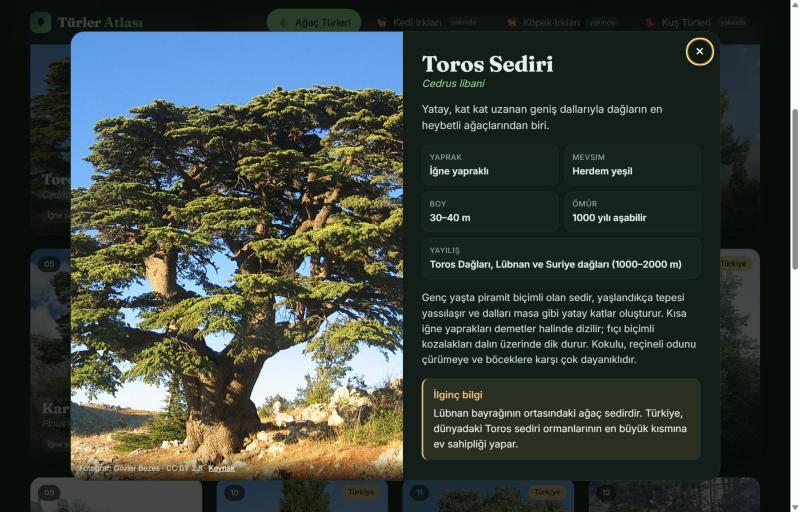 Türler Atlası
Ağaç Türleri
Kedi Irkları yakında
Köpek Irkları yakında
Kuş Türleri yakında
Toros Sediri
Cedrus libani
Yatay, kat kat uzanan geniş dallarıyla dağların en
heybetli ağaçlarından biri.
YAPRAK
İğne yapraklı
MEVSİM
Herdem yeşil
BOY
30–40 m
ÖMÜR
1000 yılı aşabilir
YAYILIŞ
Toros Dağları, Lübnan ve Suriye dağları (1000–2000 m)
Genç yaşta piramit biçimli olan sedir, yaşlandıkça tepesi
yassılaşır ve dalları masa gibi yatay katlar oluşturur. Kısa
iğne yaprakları demetler halinde dizilir; fıçı biçimli
kozalakları dalın üzerinde dik durur. Kokulu, reçineli odunu
çürümeye ve böceklere karşı çok dayanıklıdır.
İlginç bilgi
Lübnan bayrağının ortasındaki ağaç sedirdir. Türkiye,
dünyadaki Toros sediri ormanlarının en büyük kısmına
ev sahipliği yapar.
Fotoğraf: Olivier Bezes · CC BY 2.5 · Kaynak
05
Türkiye
09
10
Türkiye
11
Türkiye
12